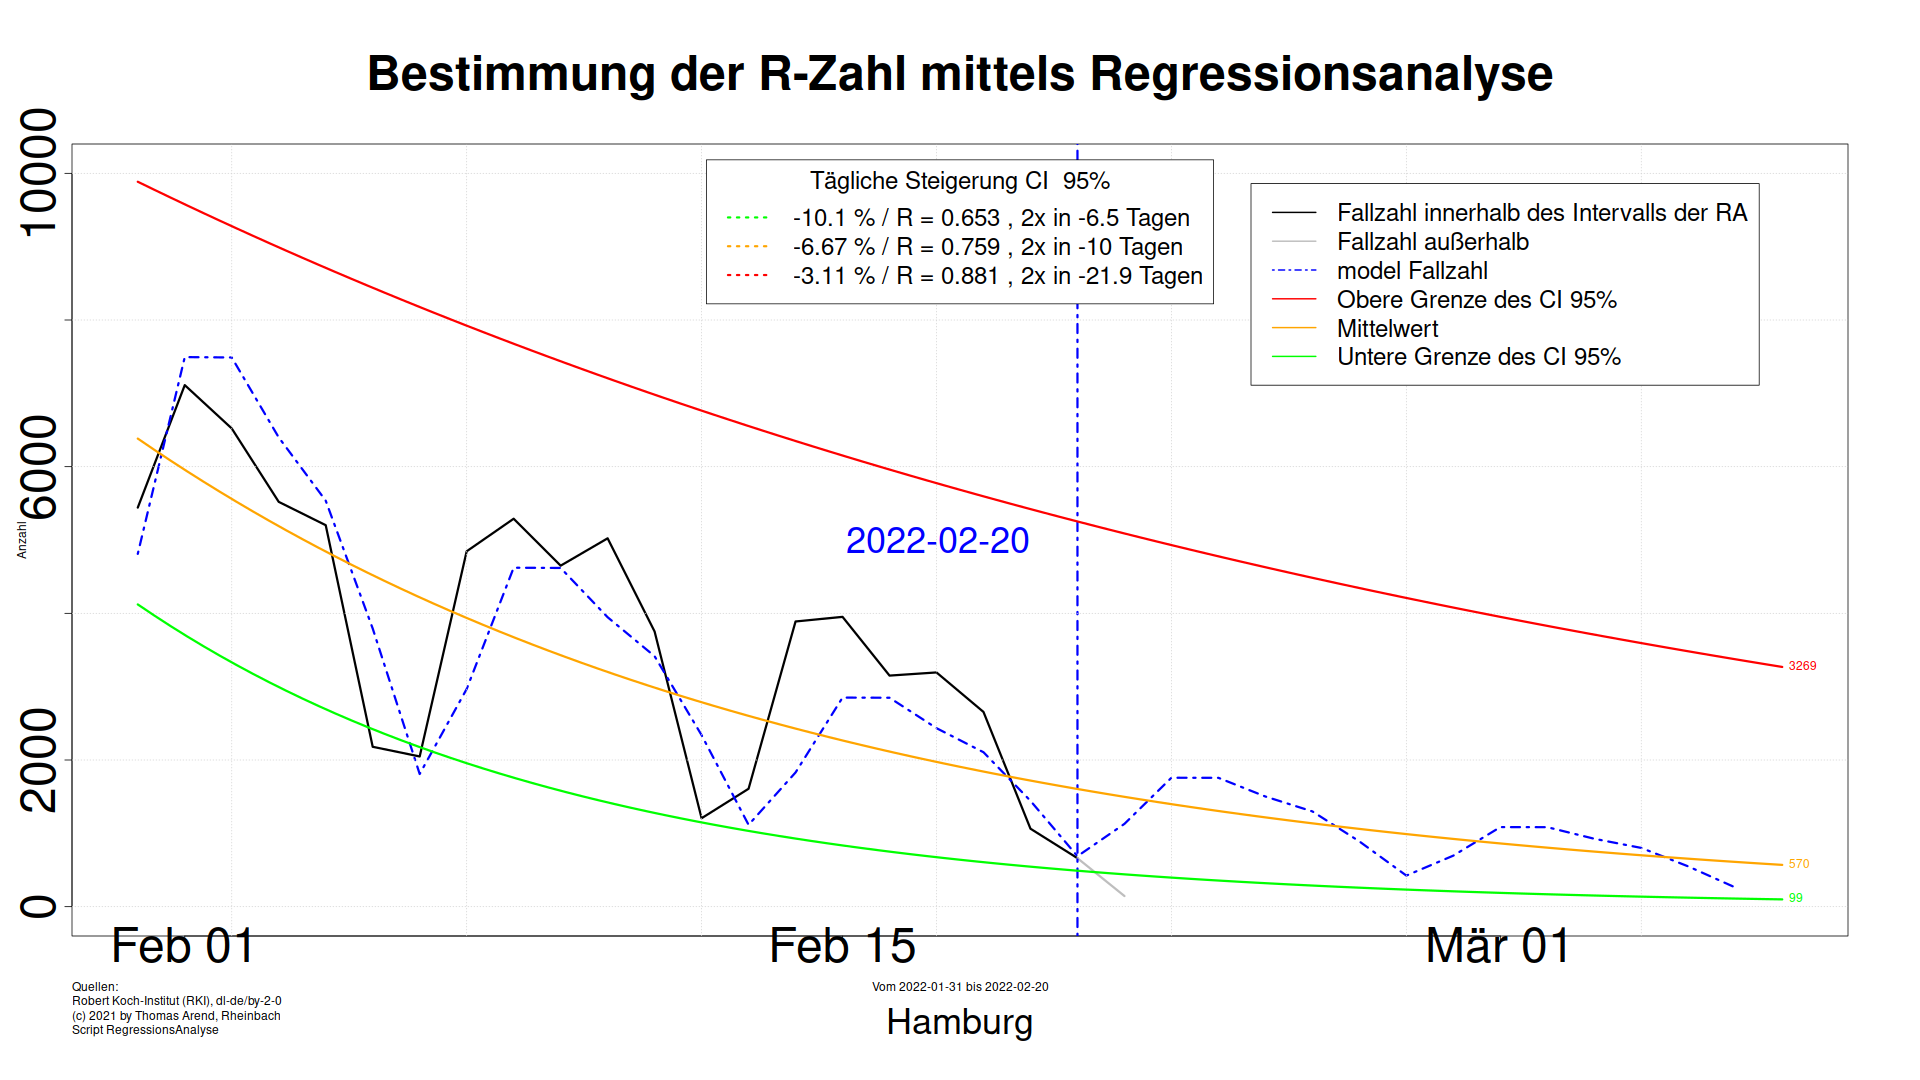 Bestimmung der R-Zahl mittels Regressionsanalyse
Anzahl
10000
6000
2000
0
Tägliche Steigerung CI  95%
-10.1 % / R = 0.653 , 2x in -6.5 Tagen
-6.67 % / R = 0.759 , 2x in -10 Tagen
-3.11 % / R = 0.881 , 2x in -21.9 Tagen
Fallzahl innerhalb des Intervalls der RA
Fallzahl außerhalb
model Fallzahl
Obere Grenze des CI 95%
Mittelwert
Untere Grenze des CI 95%
2022-02-20
3269
570
99
Feb 01
Feb 15
Mär 01
Quellen:
Robert Koch-Institut (RKI), dl-de/by-2-0
(c) 2021 by Thomas Arend, Rheinbach
Script RegressionsAnalyse
Vom 2022-01-31 bis 2022-02-20
Hamburg